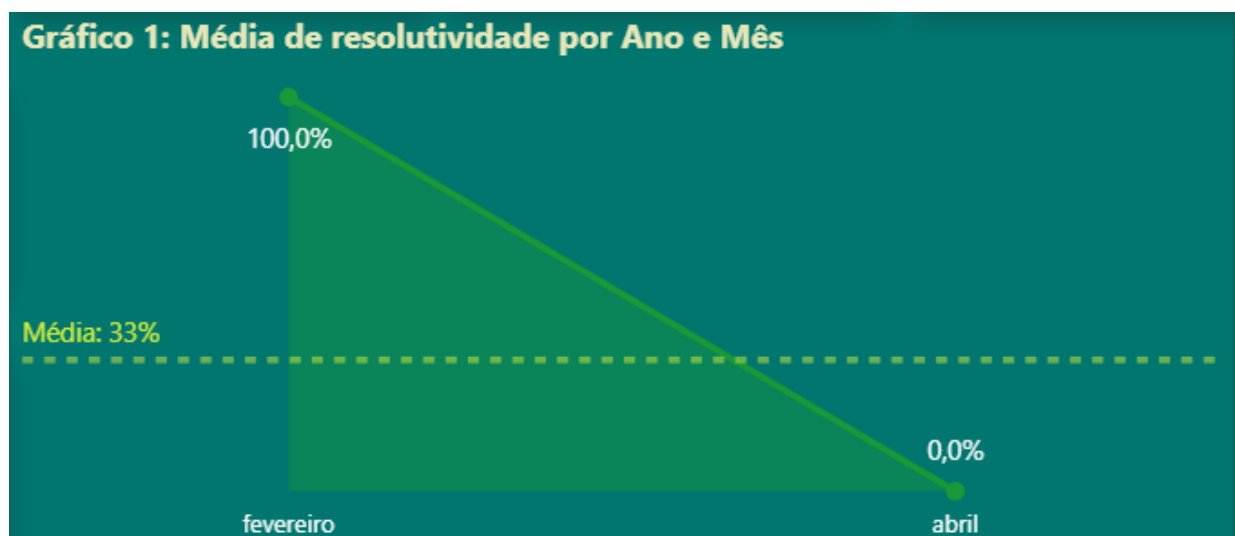 Gráfico 1: Média de resolutividade por Ano e Mês
100,0%
Média: 33%
0,0%
fevereiro abril